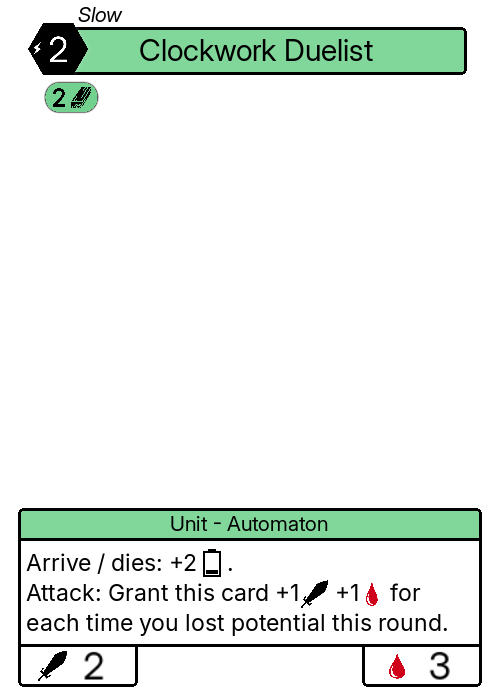 Slow
2 Clockwork Duelist
2
Unit - Automaton
Arrive / dies: +2 .
Attack: Grant this card +1 +1 for
each time you lost potential this round.
2 3